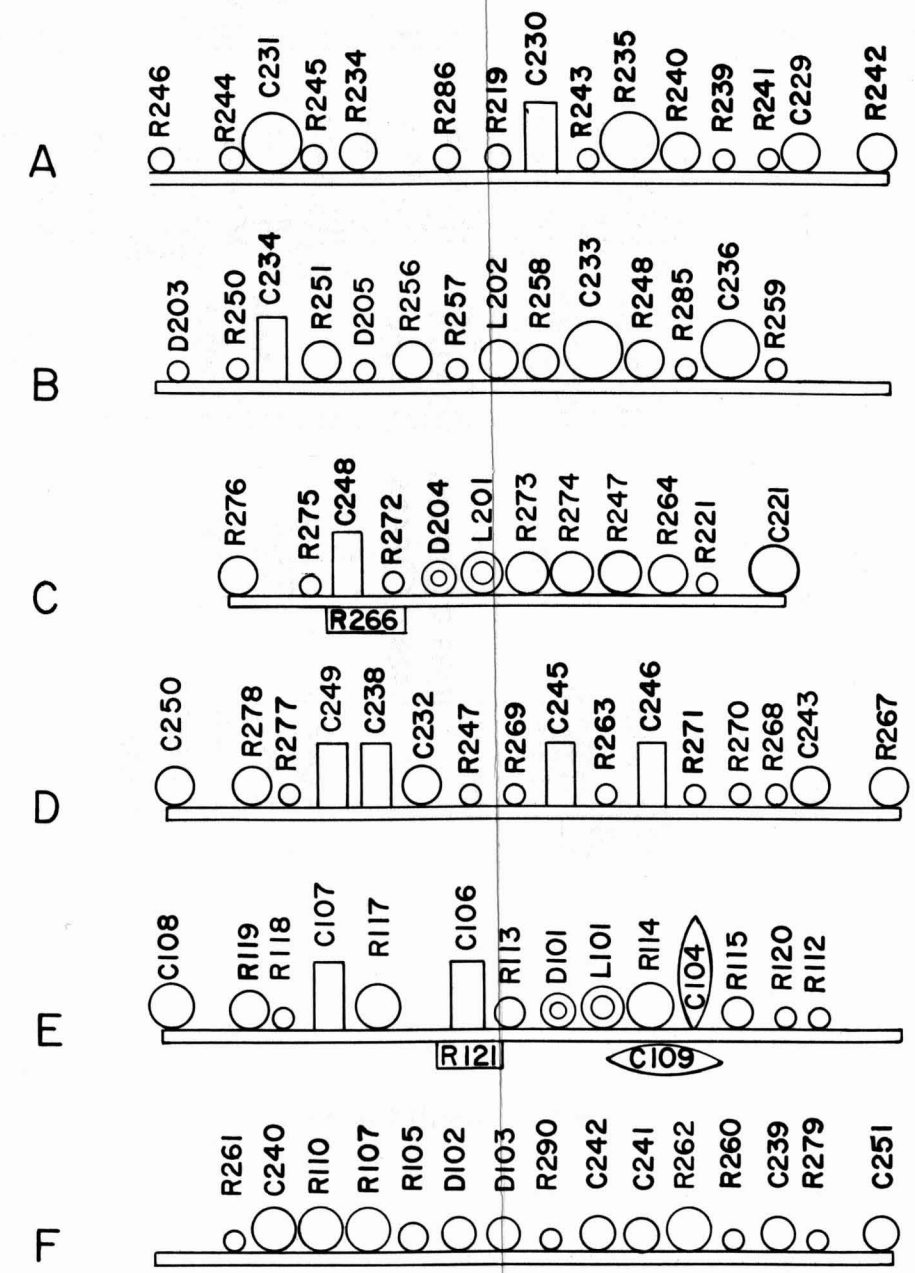 R246 R244 C231 R245 R234 R286 R219 C230 R243 R235 R240 R239 R241 C229 R242
A
D203 R250 C234 R251 D205 R256 R257 L202 R258 C233 R248 R285 C236 R259
B
R276 R275 C248 R272 D204 L201 R273 R274 R247 R264 R221 C221
C
R266
C250 R278 R277 C249 C238 C232 R247 R269 C245 R263 C246 R271 R270 R268 C243 R267
D
C108 R119 R118 C107 R117 C106 R113 D101 L101 R114 C104 R115 R120 R112
E
R121 C109
R261 C240 R110 R107 R105 D102 D103 R290 C242 C241 R262 R260 C239 R279 C251
F